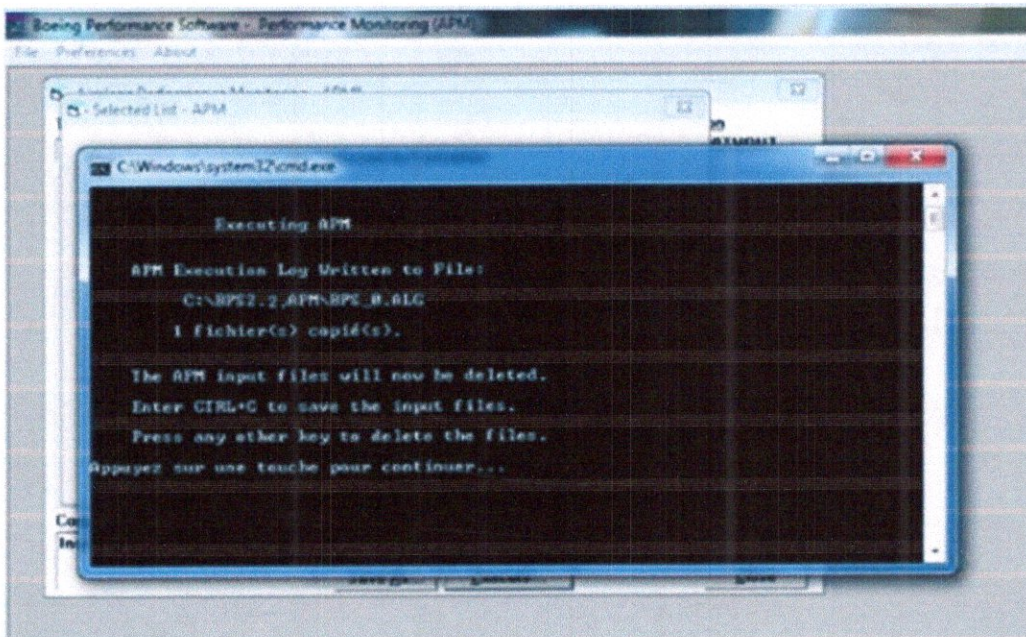 Boeing Performance Software - Performance Monitoring (APM)
File Preferences About
- Selected List - APM
C:\Windows\system32\cmd.exe
Executing APM
APM Execution Log Written to File:
C:\BPS2.2\APM\BPS_0.ALG
1 fichier(s) copié(s).
The APM input files will now be deleted.
Enter CTRL+C to save the input files.
Press any other key to delete the files.
Appuyez sur une touche pour continuer...
Close